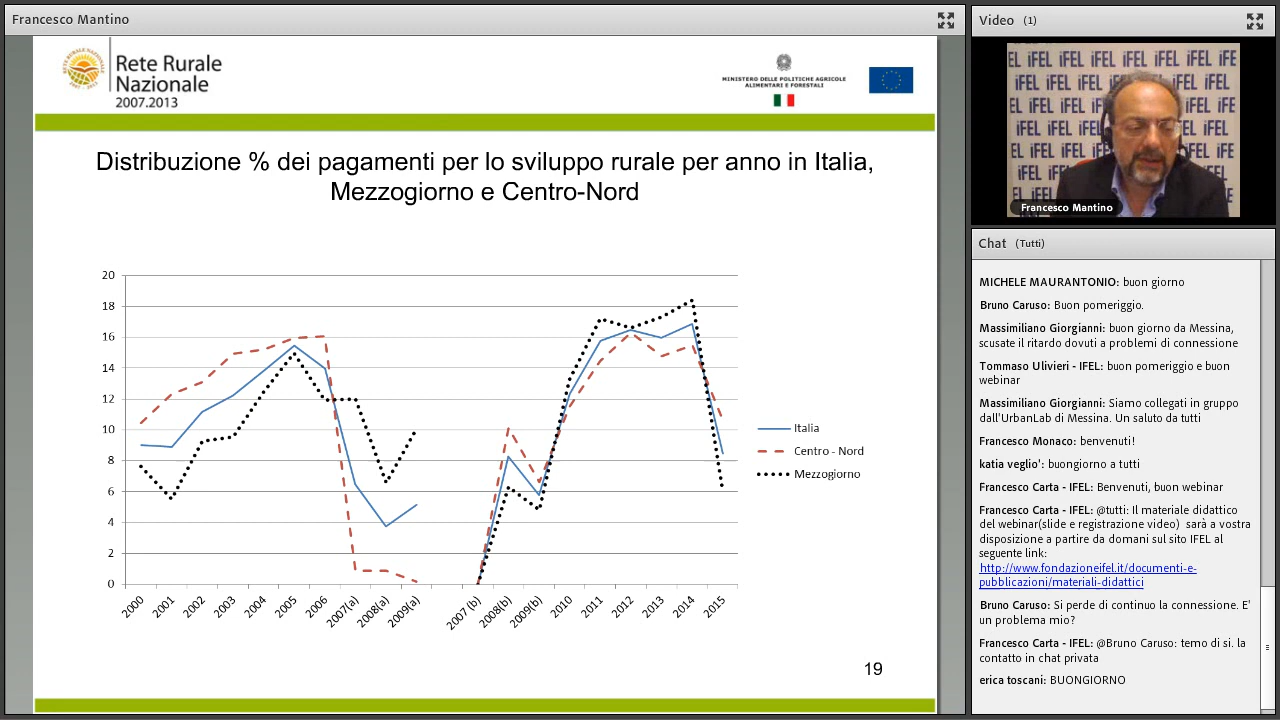 Francesco Mantino
Rete Rurale
Nazionale
2007.2013
MINISTERO DELLE POLITICHE AGRICOLE
ALIMENTARI E FORESTALI
Distribuzione % dei pagamenti per lo sviluppo rurale per anno in Italia,
Mezzogiorno e Centro-Nord
20
18
16
14
12
10
8
6
4
2
0
2000
2001
2002
2003
2004
2005
2006
2007(a)
2008(a)
2009(a)
2007 (b)
2008(b)
2009(b)
2010
2011
2012
2013
2014
2015
Italia
Centro - Nord
Mezzogiorno
19
Video (1)
EL iFEL iFEL iFEL iFEL iFE
Francesco Mantino
Chat (Tutti)
MICHELE MAURANTONIO: buon giorno
Bruno Caruso: Buon pomeriggio.
Massimiliano Giorgianni: buon giorno da Messina,
scusate il ritardo dovuti a problemi di connessione
Tommaso Ulivieri - IFEL: buon pomeriggio e buon
webinar
Massimiliano Giorgianni: Siamo collegati in gruppo
dall'UrbanLab di Messina. Un saluto da tutti
Francesco Monaco: benvenuti!
katia veglio': buongiorno a tutti
Francesco Carta - IFEL: Benvenuti, buon webinar
Francesco Carta - IFEL: @tutti: Il materiale didattico
del webinar(slide e registrazione video) sarà a vostra
disposizione a partire da domani sul sito IFEL al
seguente link:
http://www.fondazioneifel.it/documenti-e-
pubblicazioni/materiali-didattici
Bruno Caruso: Si perde di continuo la connessione. E'
un problema mio?
Francesco Carta - IFEL: @Bruno Caruso: temo di si. la
contatto in chat privata
erica toscani: BUONGIORNO